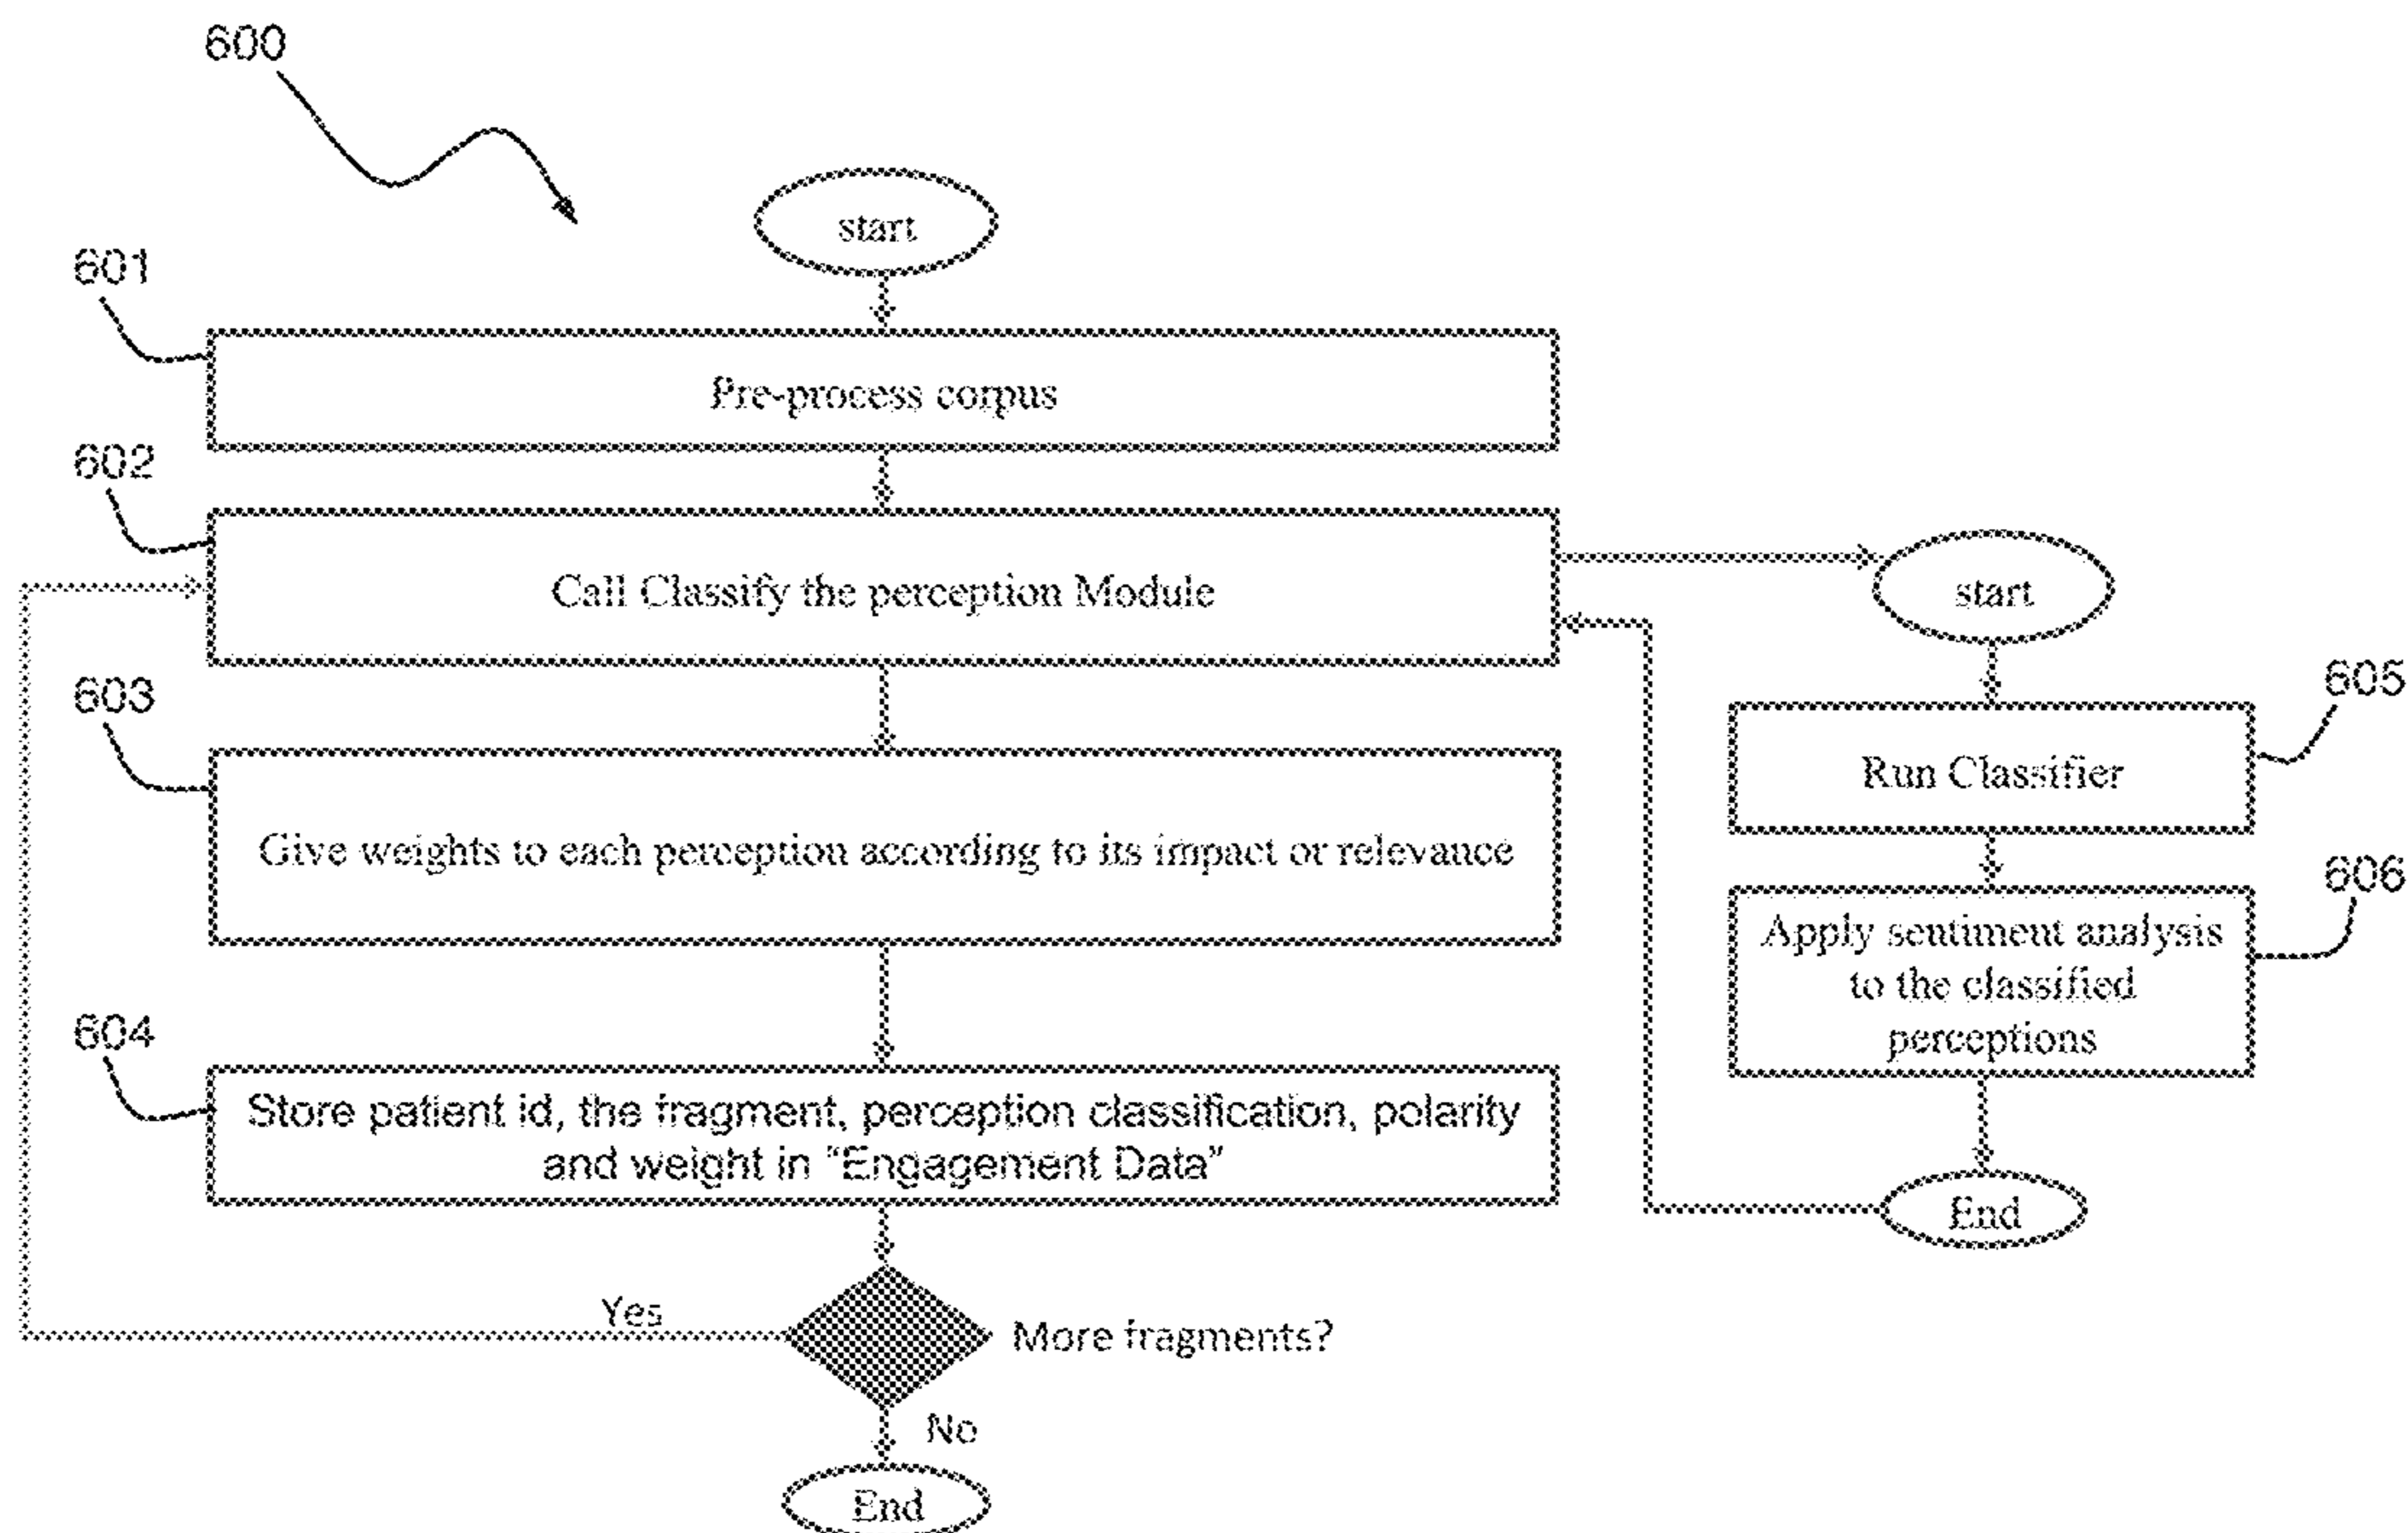 600
start
601
Pre-process corpus
602
Call Classify the perception Module
start
603
605
Run Classifier
Give weights to each perception according to its impact or relevance
606
Apply sentiment analysis
to the classified
perceptions
604
Store patient id, the fragment, perception classification, polarity
and weight in "Engagement Data"
End
Yes
More fragments?
No
End